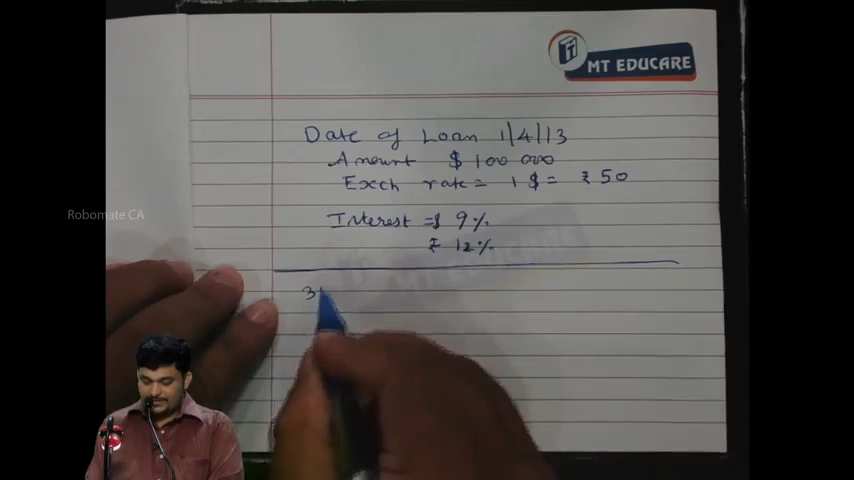 MT EDUCARE
Date of Loan 1/4/13
Amount $ 100 000
Exch rate = 1 $ = ₹ 50
Robomate CA
Interest = $ 9%
₹ 12%
3